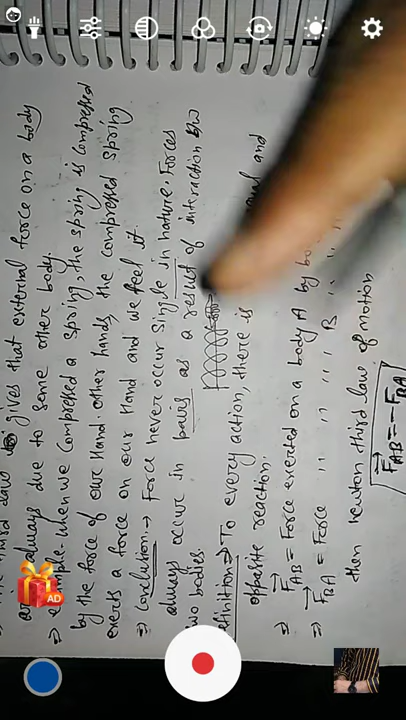 third law gives that external force on a body
always due to some other body.
⇒ example - when we compressed a spring, the spring is compressed
by the force of our Hand. other hands, the compressed spring
exerts a force on our Hand and we feel it.
⇒ Conclusion → Force never occur single in nature. Forces
always occur in pairs as a result of interaction b/w
two bodies
Definition ⇒ To every action, there is equal and
opposite reaction.
⇒ F⃗AB = Force exerted on a body A by
⇒ F⃗BA = Force '' '' '' '' B '' ''
then newton third law of motion
F⃗AB = - F⃗BA
AD